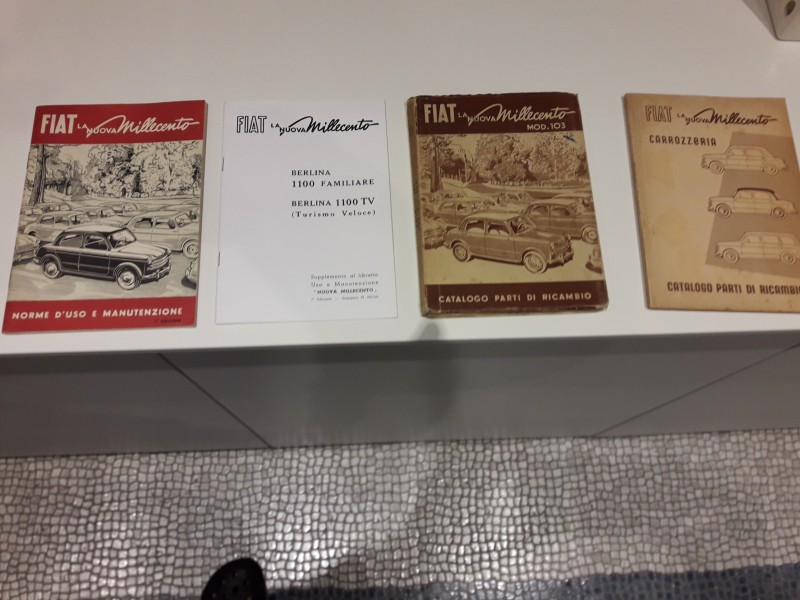 FIAT LA NUOVA Millecento
NORME D'USO E MANUTENZIONE
FIAT LA NUOVA Millecento
BERLINA
1100 FAMILIARE
BERLINA 1100 TV
(Turismo Veloce)
Supplemento al libretto
Uso e Manutenzione
"NUOVA MILLECENTO"
FIAT LA NUOVA Millecento
MOD. 103
CATALOGO PARTI DI RICAMBIO
FIAT LA NUOVA Millecento
CARROZZERIA
CATALOGO PARTI DI RICAMBIO